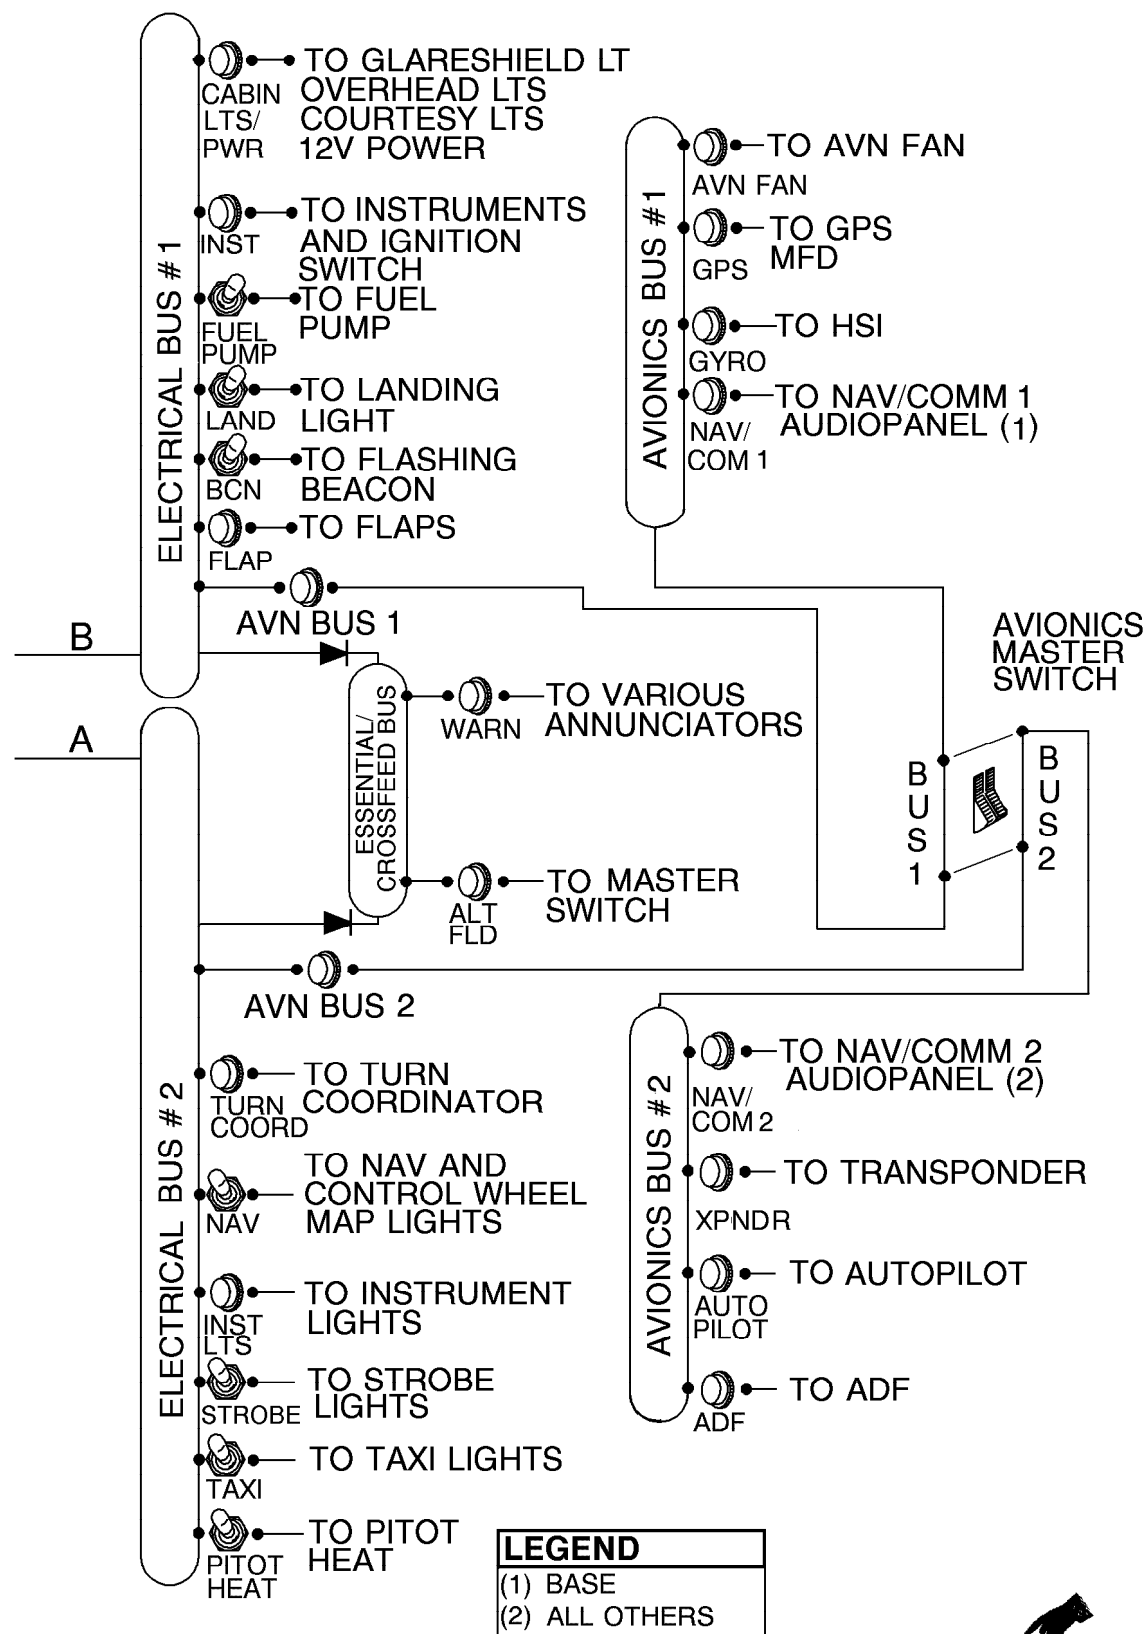 TO GLARESHIELD LT
OVERHEAD LTS
COURTESY LTS
12V POWER
CABIN
LTS/
PWR
TO INSTRUMENTS
AND IGNITION
SWITCH
INST
TO FUEL
PUMP
FUEL
PUMP
TO LANDING
LIGHT
LAND
TO FLASHING
BEACON
BCN
TO FLAPS
FLAP
ELECTRICAL BUS #1
AVN BUS 1
B
A
ESSENTIAL/
CROSSFEED BUS
TO VARIOUS
ANNUNCIATORS
WARN
TO MASTER
SWITCH
ALT
FLD
AVIONICS BUS #1
TO AVN FAN
AVN FAN
TO GPS
MFD
GPS
TO HSI
GYRO
TO NAV/COMM 1
AUDIOPANEL (1)
NAV/
COM 1
AVIONICS
MASTER
SWITCH
BUS 1
BUS 2
AVN BUS 2
ELECTRICAL BUS #2
TO TURN
COORDINATOR
TURN
COORD
TO NAV AND
CONTROL WHEEL
MAP LIGHTS
NAV
TO INSTRUMENT
LIGHTS
INST
LTS
TO STROBE
LIGHTS
STROBE
TO TAXI LIGHTS
TAXI
TO PITOT
HEAT
PITOT
HEAT
AVIONICS BUS #2
TO NAV/COMM 2
AUDIOPANEL (2)
NAV/
COM 2
TO TRANSPONDER
XPNDR
TO AUTOPILOT
AUTO
PILOT
TO ADF
ADF
LEGEND
(1) BASE
(2) ALL OTHERS